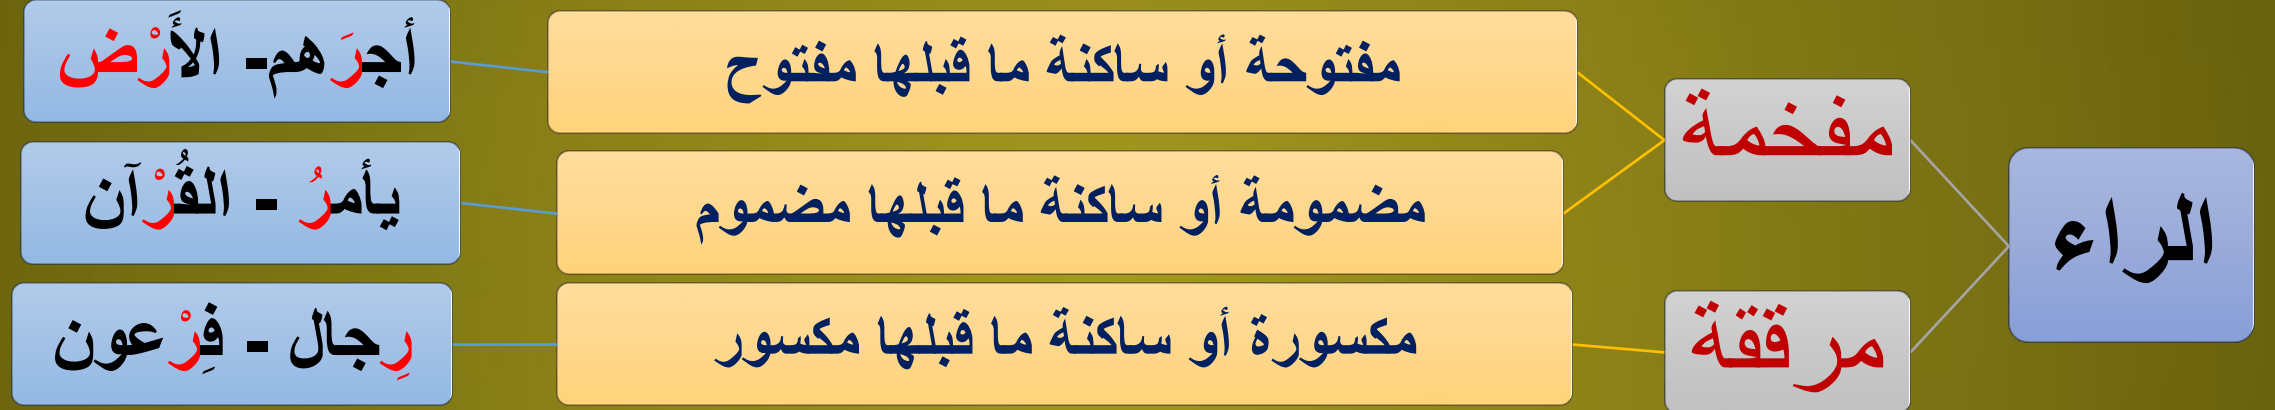 الراء
مفخمة
مفتوحة أو ساكنة ما قبلها مفتوح
أجرَهم- الأَرْض
مضمومة أو ساكنة ما قبلها مضموم
يأمرُ - القُرْآن
مرققة
مكسورة أو ساكنة ما قبلها مكسور
رِجال - فِرْعون